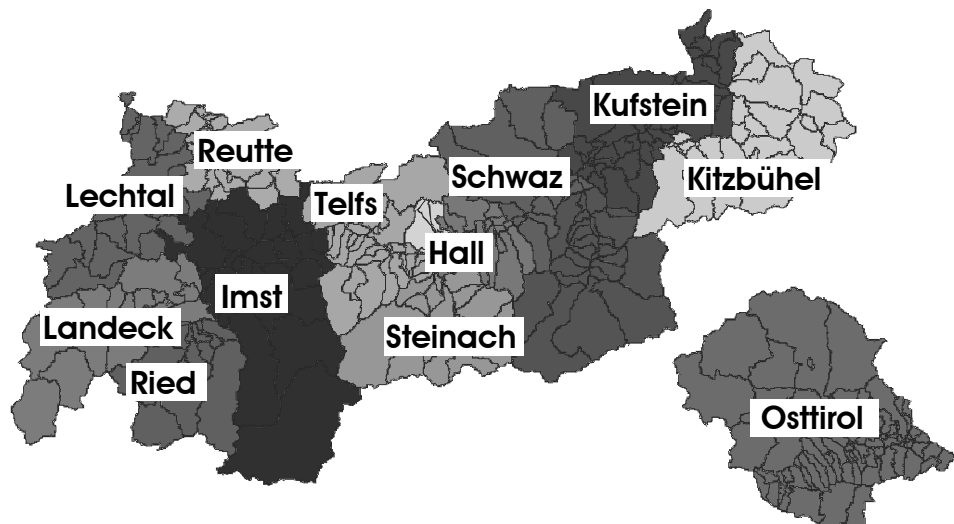 Kufstein
Reutte
Schwaz
Kitzbühel
Lechtal
Telfs
Hall
Imst
Landeck
Steinach
Ried
Osttirol